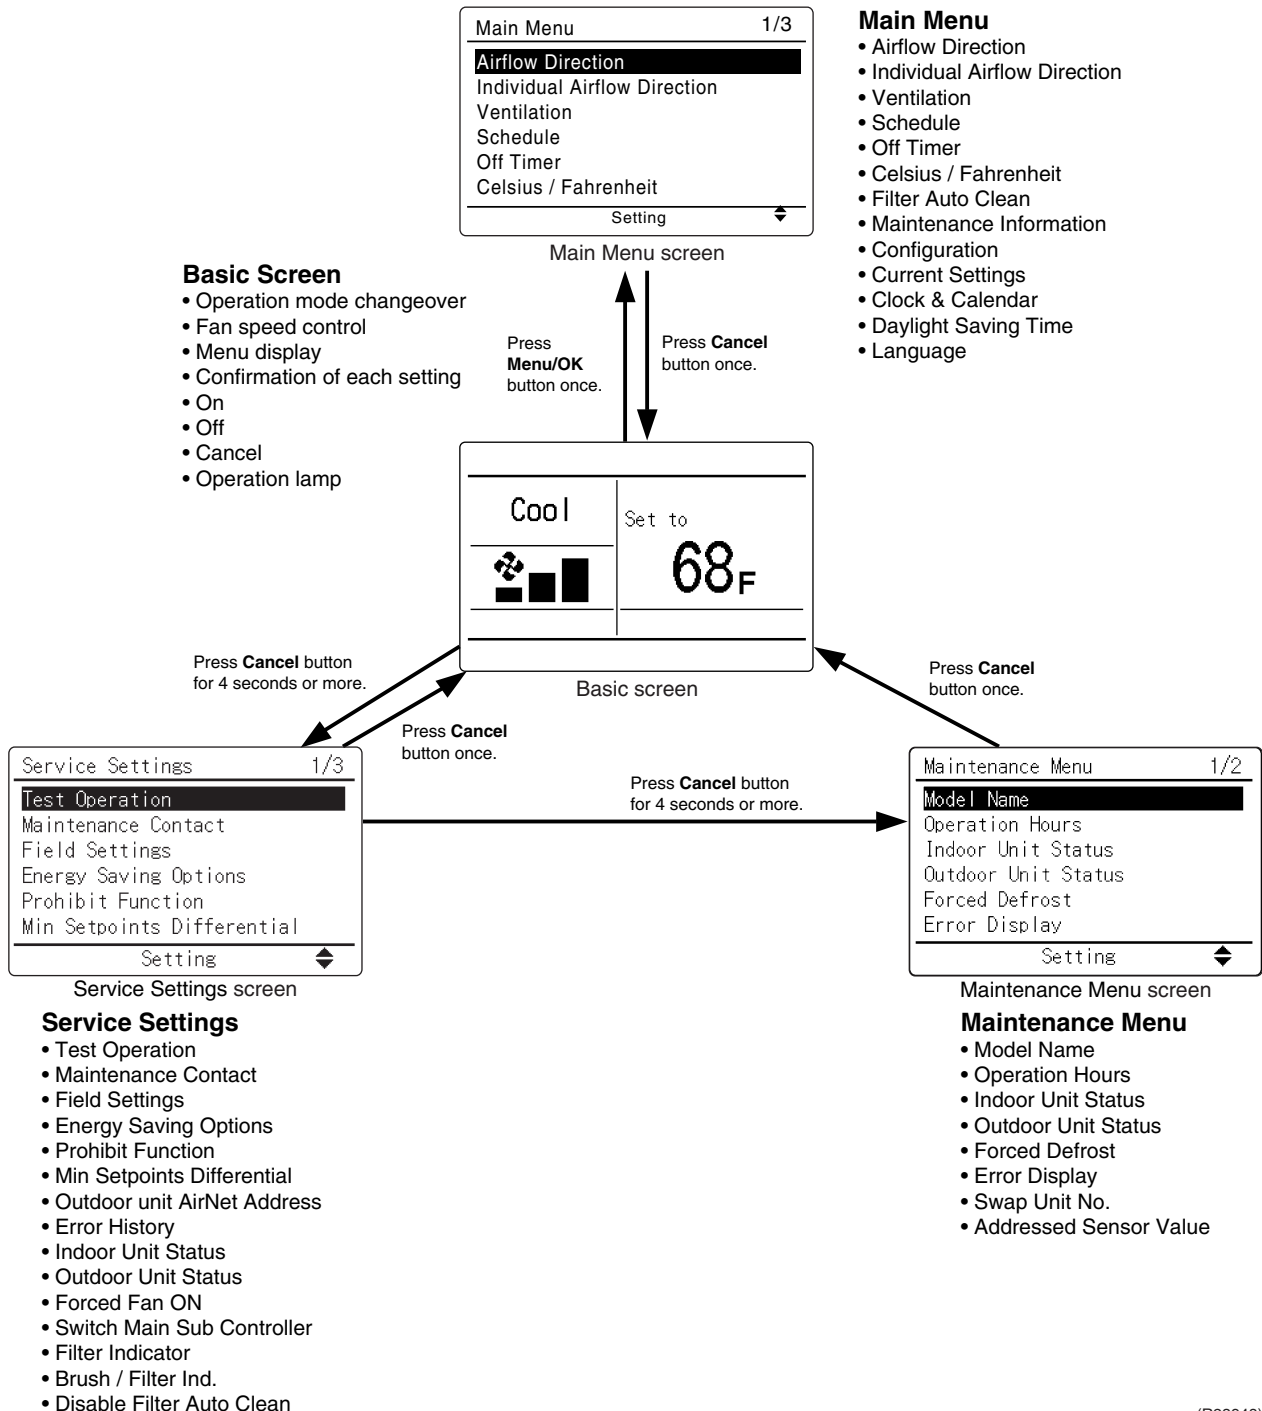 Main Menu 1/3
Airflow Direction
Individual Airflow Direction
Ventilation
Schedule
Off Timer
Celsius / Fahrenheit
Setting
Main Menu screen
Main Menu
• Airflow Direction
• Individual Airflow Direction
• Ventilation
• Schedule
• Off Timer
• Celsius / Fahrenheit
• Filter Auto Clean
• Maintenance Information
• Configuration
• Current Settings
• Clock & Calendar
• Daylight Saving Time
• Language
Basic Screen
• Operation mode changeover
• Fan speed control
• Menu display
• Confirmation of each setting
• On
• Off
• Cancel
• Operation lamp
Press
Menu/OK
button once.
Press Cancel
button once.
Cool
Set to
68F
Basic screen
Press Cancel button
for 4 seconds or more.
Press Cancel
button once.
Press Cancel
button once.
Press Cancel button
for 4 seconds or more.
Service Settings 1/3
Test Operation
Maintenance Contact
Field Settings
Energy Saving Options
Prohibit Function
Min Setpoints Differential
Setting
Service Settings screen
Maintenance Menu 1/2
Model Name
Operation Hours
Indoor Unit Status
Outdoor Unit Status
Forced Defrost
Error Display
Setting
Maintenance Menu screen
Service Settings
• Test Operation
• Maintenance Contact
• Field Settings
• Energy Saving Options
• Prohibit Function
• Min Setpoints Differential
• Outdoor unit AirNet Address
• Error History
• Indoor Unit Status
• Outdoor Unit Status
• Forced Fan ON
• Switch Main Sub Controller
• Filter Indicator
• Brush / Filter Ind.
• Disable Filter Auto Clean
Maintenance Menu
• Model Name
• Operation Hours
• Indoor Unit Status
• Outdoor Unit Status
• Forced Defrost
• Error Display
• Swap Unit No.
• Addressed Sensor Value